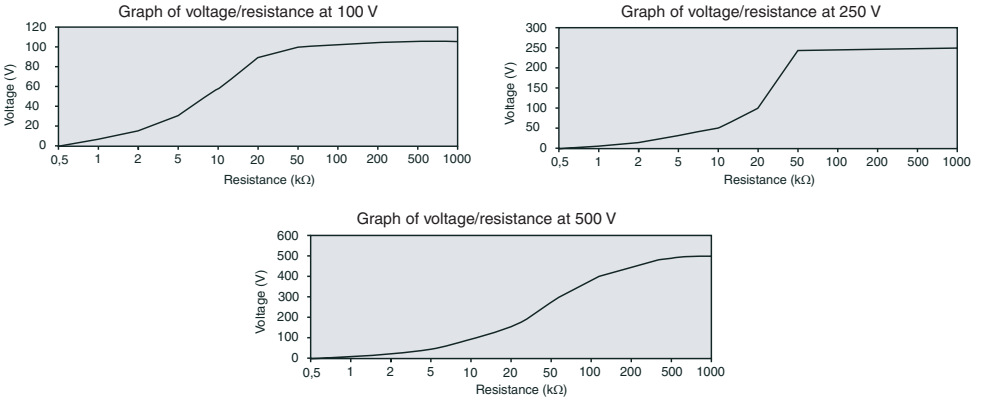 Graph of voltage/resistance at 100 V
120
100
80
60
40
20
0
Voltage (V)
0,5 1 2 5 10 20 50 100 200 500 1000
Resistance (kΩ)
Graph of voltage/resistance at 250 V
300
250
200
150
100
50
0
Voltage (V)
0,5 1 2 5 10 20 50 100 200 500 1000
Resistance (kΩ)
Graph of voltage/resistance at 500 V
600
500
400
300
200
100
0
Voltage (V)
0,5 1 2 5 10 20 50 100 200 500 1000
Resistance (kΩ)